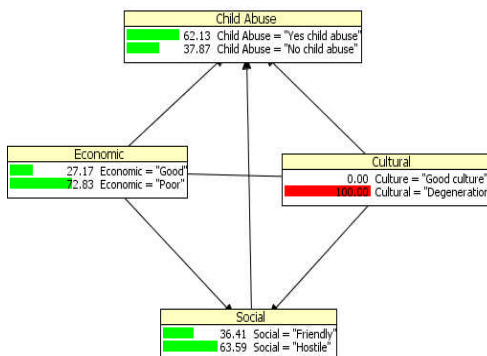 Child Abuse
62.13 Child Abuse = "Yes child abuse"
37.87 Child Abuse = "No child abuse"
Economic
27.17 Economic = "Good"
72.83 Economic = "Poor"
Cultural
0.00 Culture = "Good culture"
100.00 Cultural = "Degeneration
Social
36.41 Social = "Friendly"
63.59 Social = "Hostile"